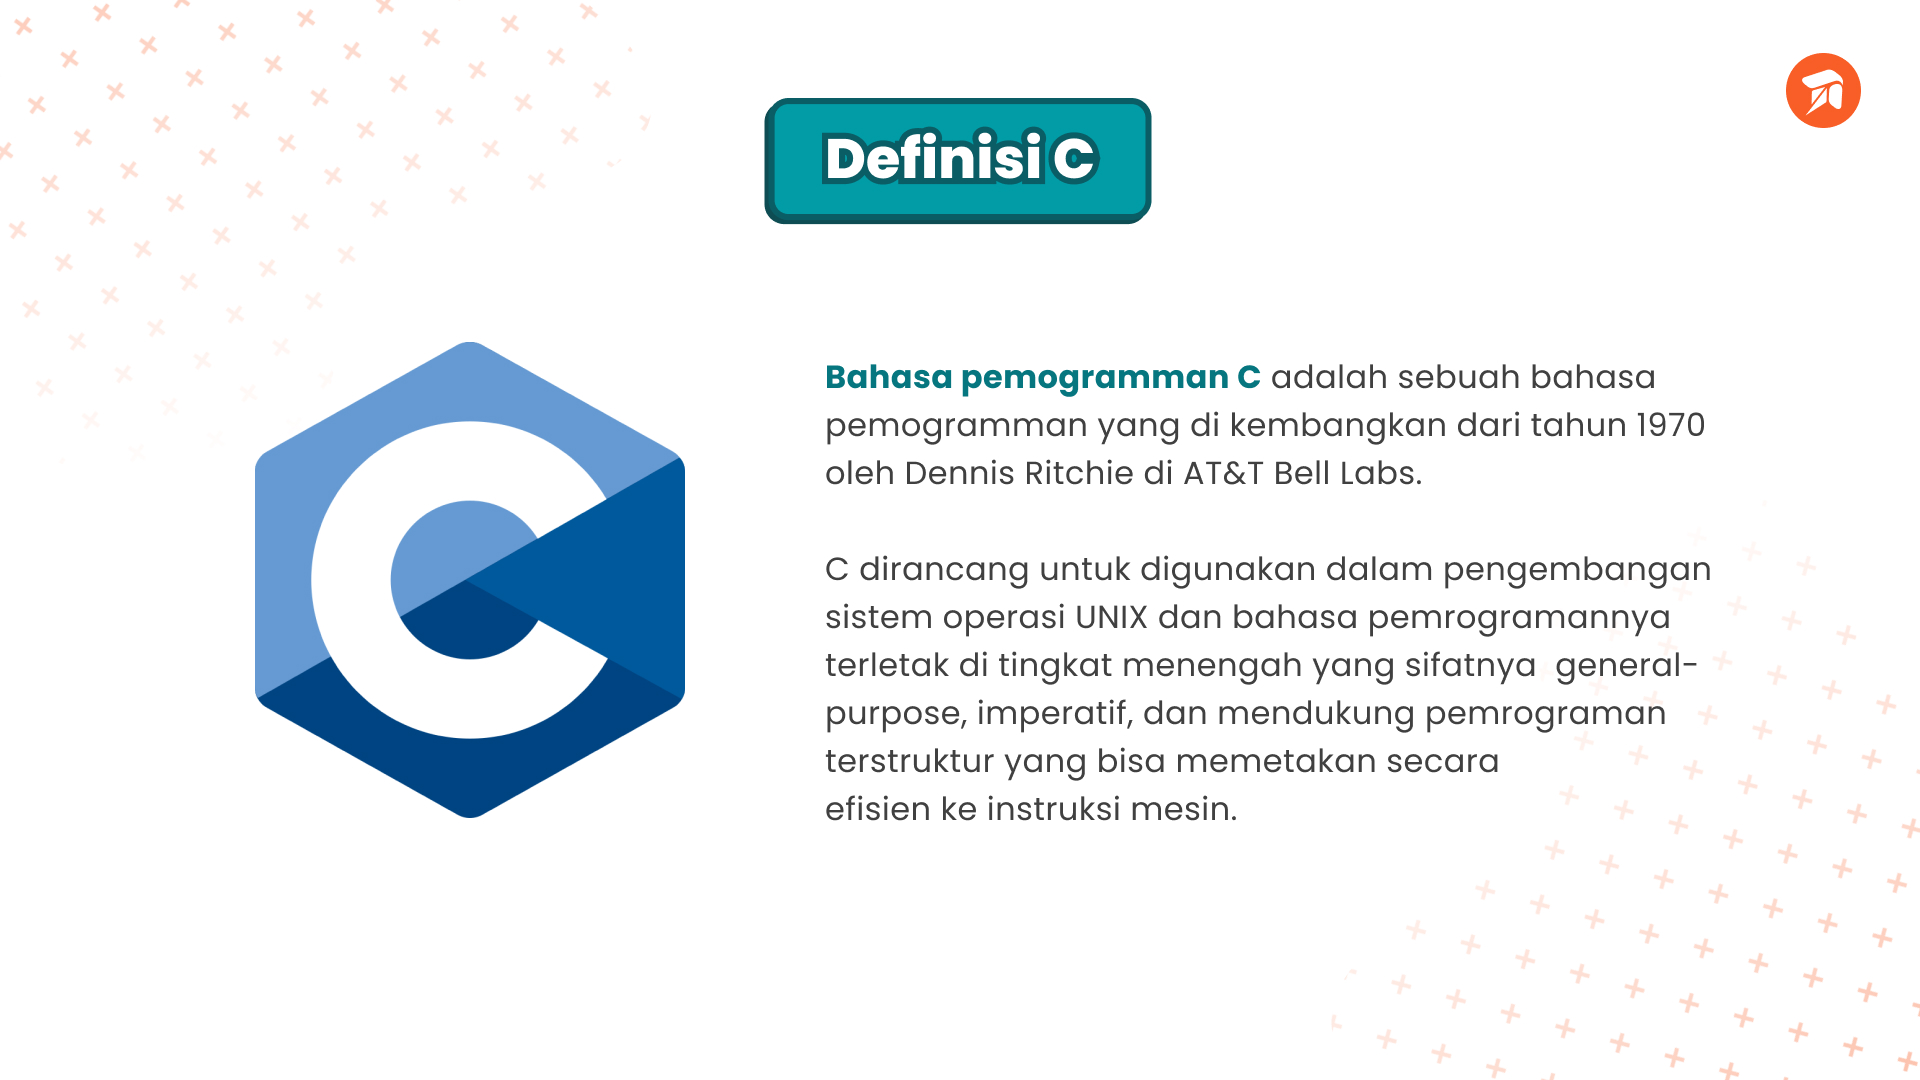 Definisi C
Bahasa pemogramman C adalah sebuah bahasa
pemogramman yang di kembangkan dari tahun 1970
oleh Dennis Ritchie di AT&T Bell Labs.
C dirancang untuk digunakan dalam pengembangan
sistem operasi UNIX dan bahasa pemrogramannya
terletak di tingkat menengah yang sifatnya  general-
purpose, imperatif, dan mendukung pemrograman
terstruktur yang bisa memetakan secara
efisien ke instruksi mesin.